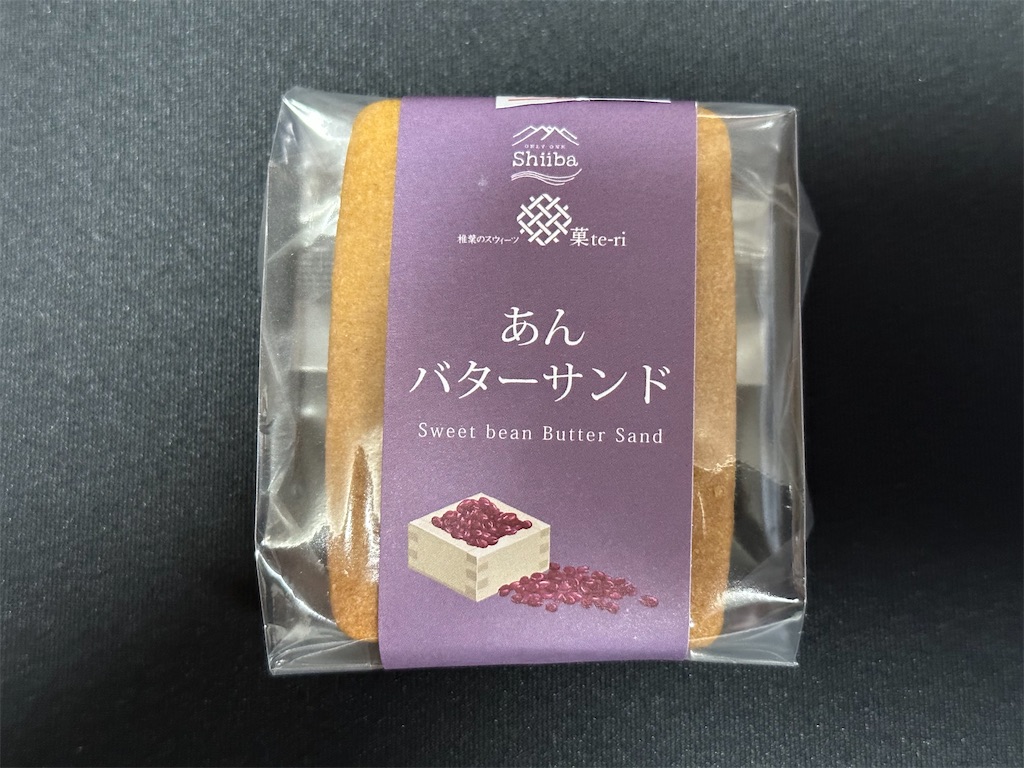 ONLY ONE
Shiiba
椎葉のスウィーツ 菓te-ri
あん
バターサンド
Sweet bean Butter Sand